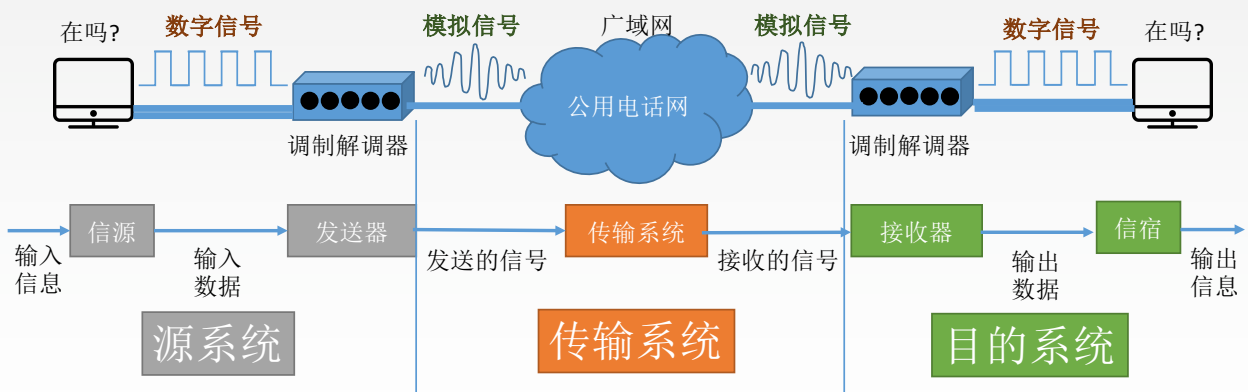 在吗?
数字信号
模拟信号
广域网
模拟信号
数字信号
在吗?
公用电话网
调制解调器
调制解调器
信源
发送器
传输系统
接收器
信宿
输入
信息
输入
数据
发送的信号
接收的信号
输出
数据
输出
信息
源系统
传输系统
目的系统